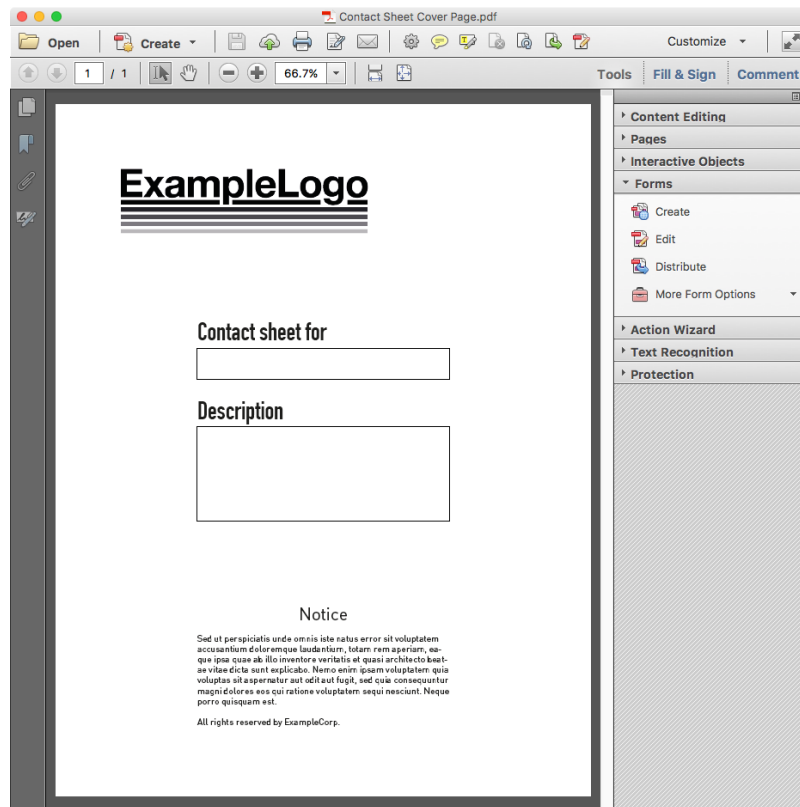 Contact Sheet Cover Page.pdf
Open Create Customize
1 / 1 66.7% Tools Fill & Sign Comment
Content Editing
Pages
Interactive Objects
Forms
Create
Edit
Distribute
More Form Options
Action Wizard
Text Recognition
Protection
ExampleLogo
Contact sheet for
Description
Notice
Sed ut perspiciatis unde omnis iste natus error sit voluptatem
accusantium doloremque laudantium, totam rem aperiam, ea-
que ipsa quae ab illo inventore veritatis et quasi architecto beat-
ae vitae dicta sunt explicabo. Nemo enim ipsam voluptatem quia
voluptas sit aspernatur aut odit aut fugit, sed quia consequuntur
magni dolores eos qui ratione voluptatem sequi nesciunt. Neque
porro quisquam est.
All rights reserved by ExampleCorp.